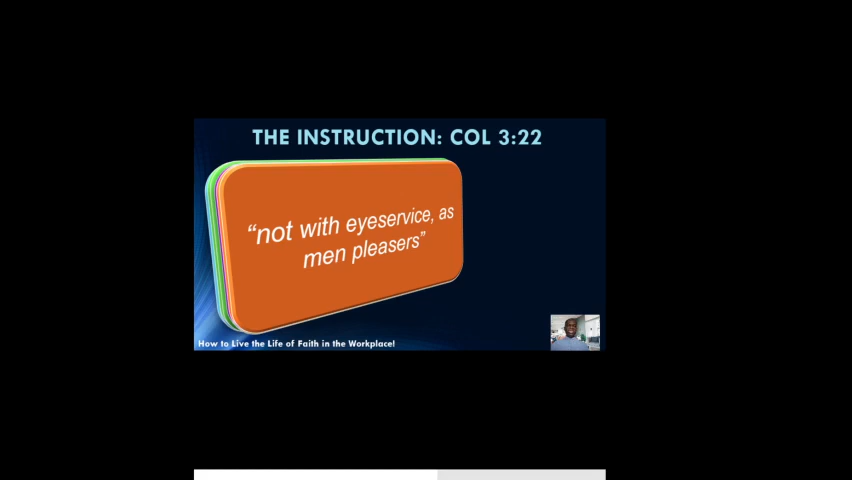 THE INSTRUCTION: COL 3:22
“not with eyeservice, as
men pleasers”
How to Live the Life of Faith in the Workplace!